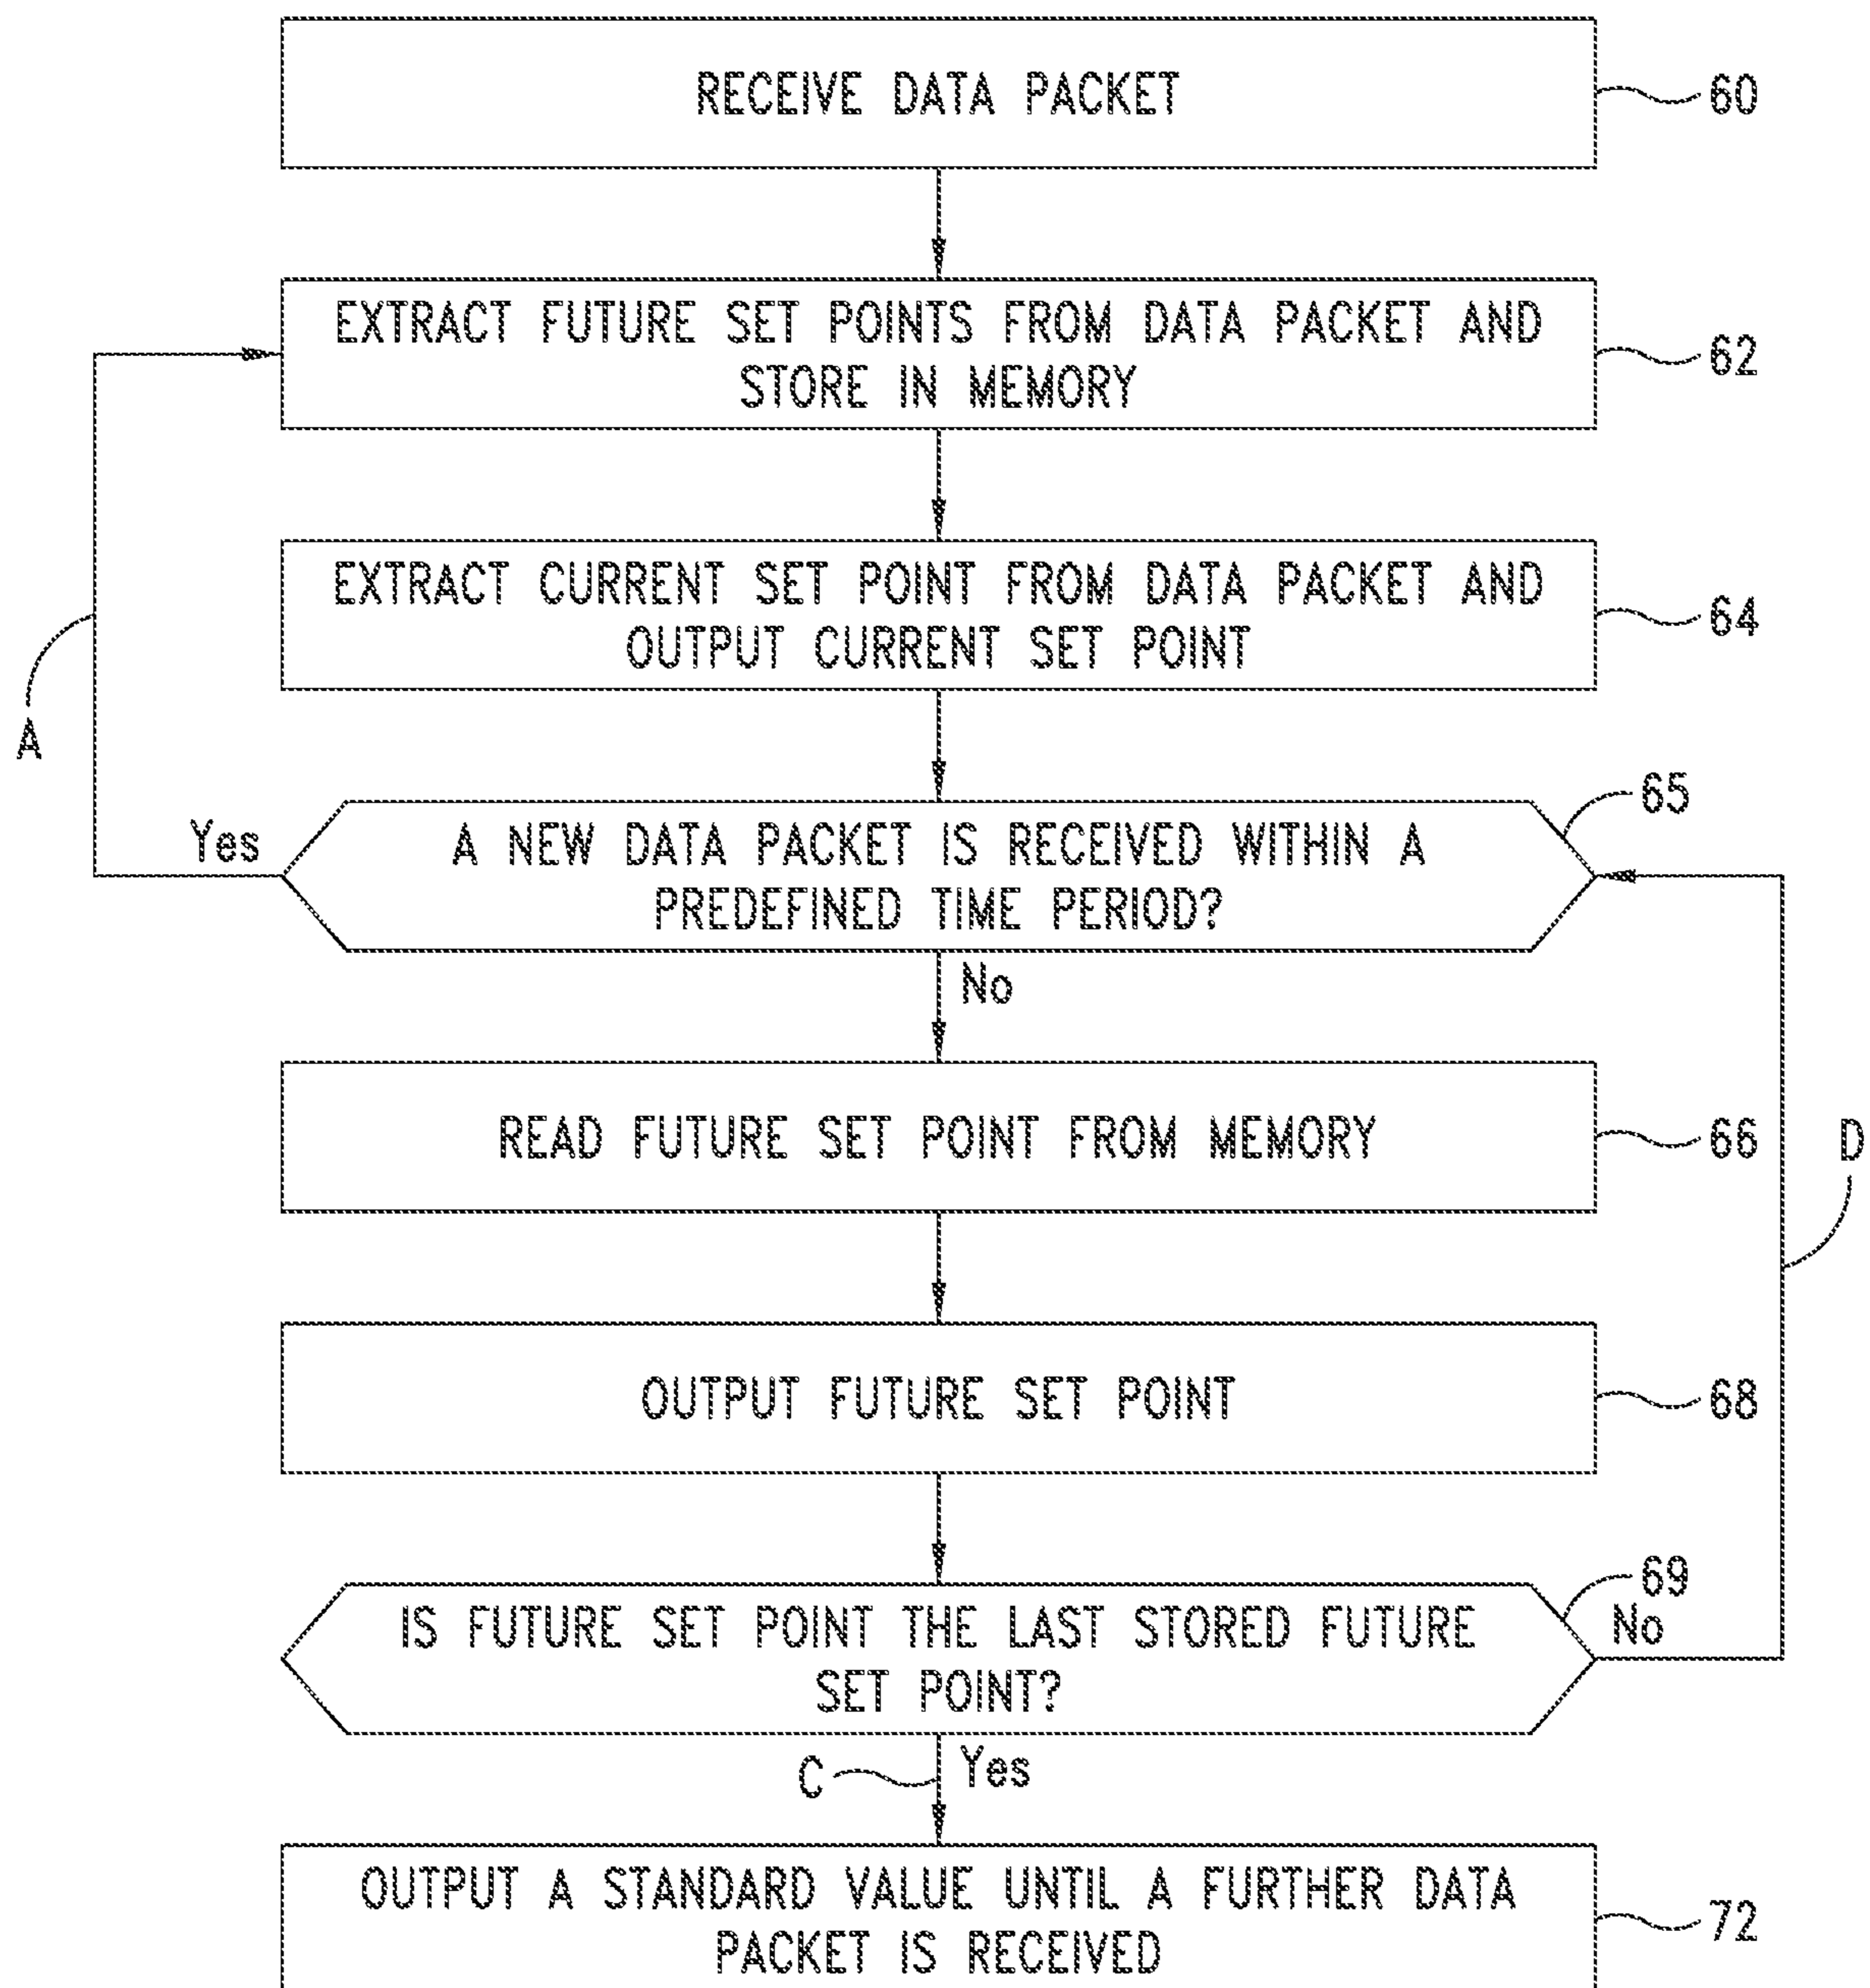 RECEIVE DATA PACKET
60
EXTRACT FUTURE SET POINTS FROM DATA PACKET AND
STORE IN MEMORY
62
EXTRACT CURRENT SET POINT FROM DATA PACKET AND
OUTPUT CURRENT SET POINT
64
A
65
Yes
A NEW DATA PACKET IS RECEIVED WITHIN A
PREDEFINED TIME PERIOD?
No
READ FUTURE SET POINT FROM MEMORY
66
D
OUTPUT FUTURE SET POINT
68
69
IS FUTURE SET POINT THE LAST STORED FUTURE
SET POINT?
No
C
Yes
OUTPUT A STANDARD VALUE UNTIL A FURTHER DATA
PACKET IS RECEIVED
72